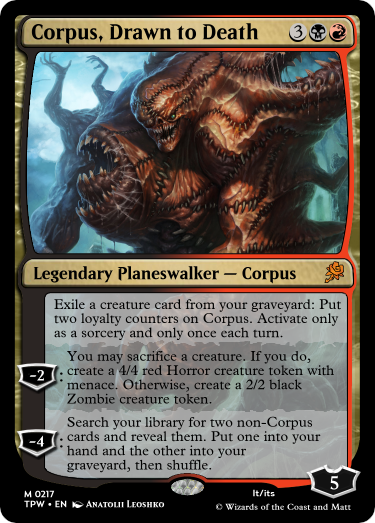 Corpus, Drawn to Death 3
Legendary Planeswalker — Corpus
Exile a creature card from your graveyard: Put
two loyalty counters on Corpus. Activate only
as a sorcery and only once each turn.
-2: You may sacrifice a creature. If you do,
create a 4/4 red Horror creature token with
menace. Otherwise, create a 2/2 black
Zombie creature token.
-4: Search your library for two non-Corpus
cards and reveal them. Put one into your
hand and the other into your
graveyard, then shuffle.
5
M 0217 It/its
TPW • EN Anatolii Leoshko © Wizards of the Coast and Matt